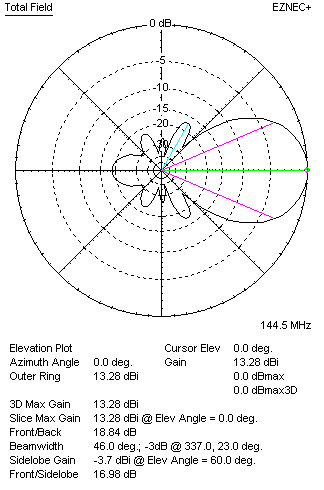 Total Field EZNEC+
0 dB
-5
-10
-15
-20
-30
144.5 MHz
Elevation Plot Cursor Elev 0.0 deg.
Azimuth Angle 0.0 deg. Gain 13.28 dBi
Outer Ring 13.28 dBi 0.0 dBmax
0.0 dBmax3D
3D Max Gain 13.28 dBi
Slice Max Gain 13.28 dBi @ Elev Angle = 0.0 deg.
Front/Back 18.84 dB
Beamwidth 46.0 deg.; -3dB @ 337.0, 23.0 deg.
Sidelobe Gain -3.7 dBi @ Elev Angle = 60.0 deg.
Front/Sidelobe 16.98 dB